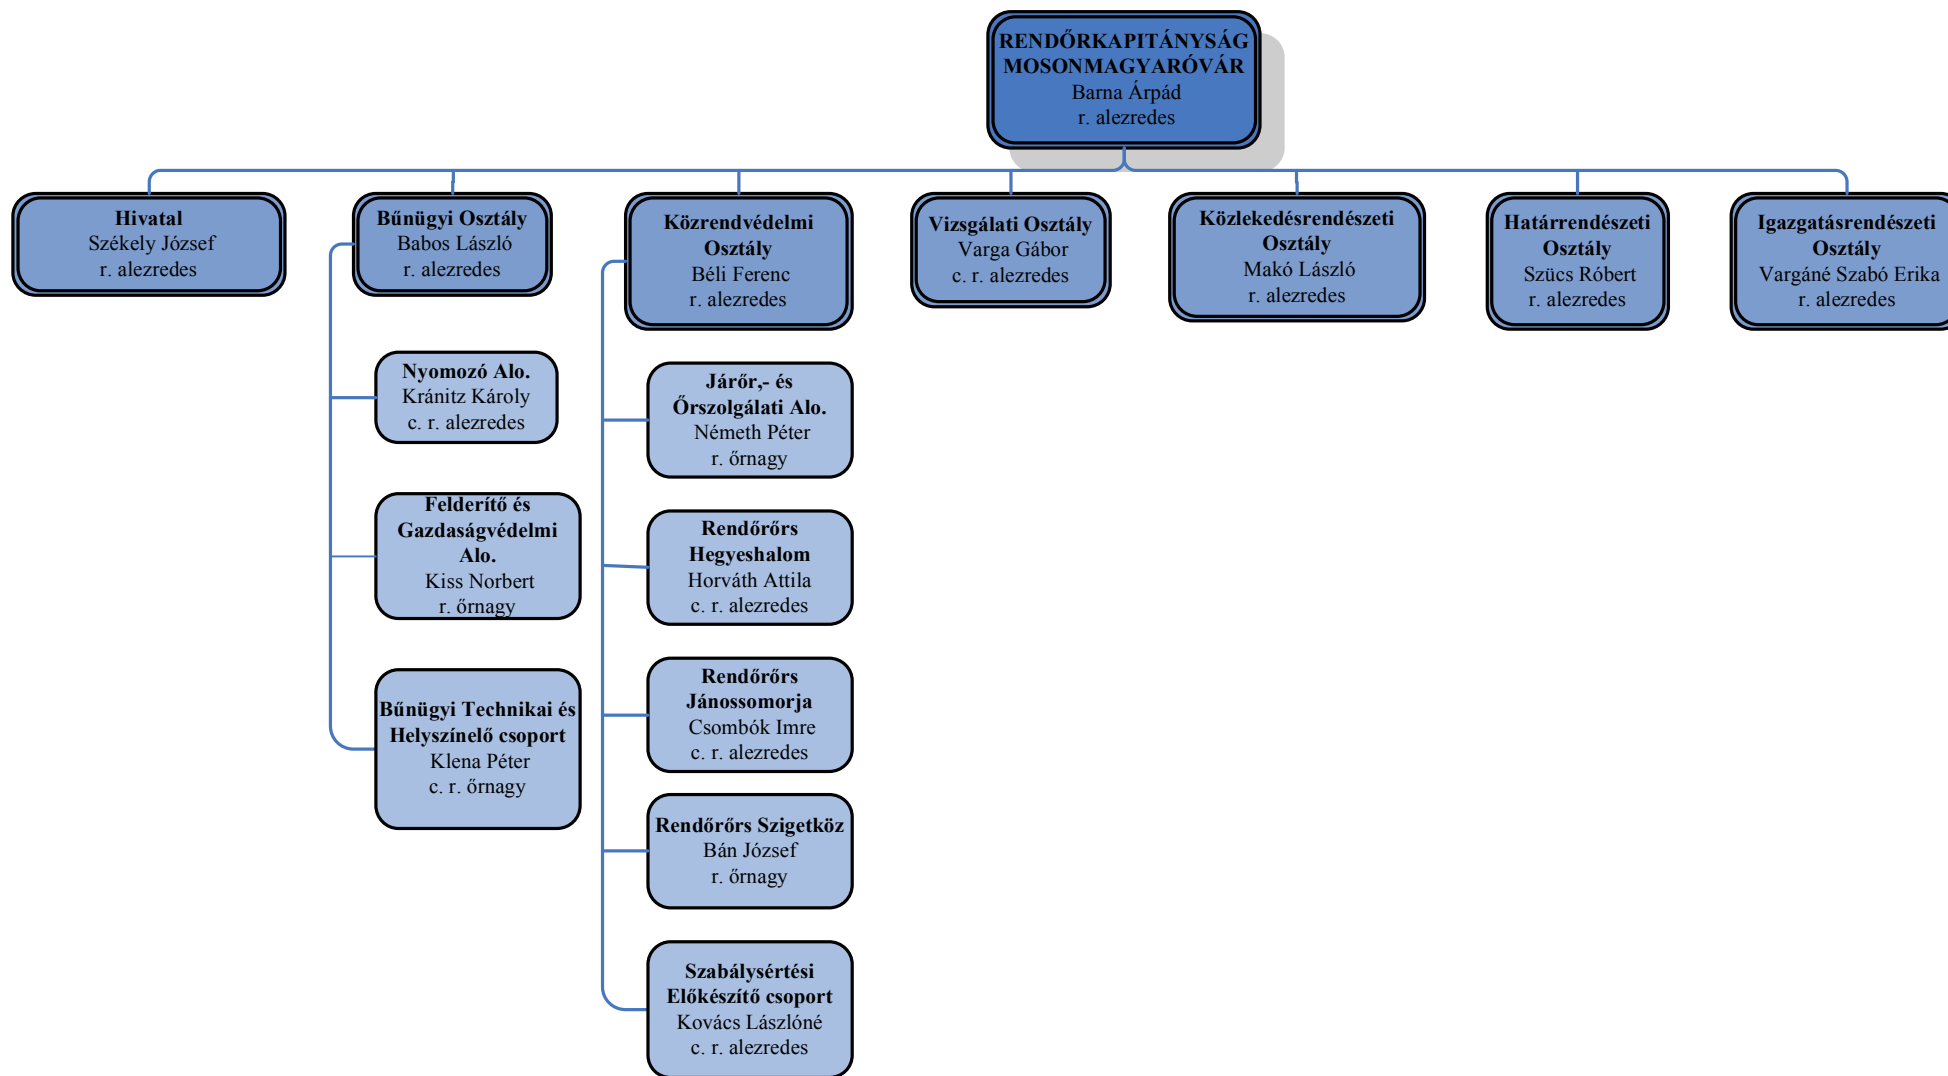 RENDŐRKAPITÁNYSÁG
MOSONMAGYARÓVÁR
Barna Árpád
r. alezredes
Hivatal
Székely József
r. alezredes
Bűnügyi Osztály
Babos László
r. alezredes
Közrendvédelmi
Osztály
Béli Ferenc
r. alezredes
Vizsgálati Osztály
Varga Gábor
c. r. alezredes
Közlekedésrendészeti
Osztály
Makó László
r. alezredes
Határrendészeti
Osztály
Szücs Róbert
r. alezredes
Igazgatásrendészeti
Osztály
Vargáné Szabó Erika
r. alezredes
Nyomozó Alo.
Kránitz Károly
c. r. alezredes
Felderítő és
Gazdaságvédelmi
Alo.
Kiss Norbert
r. őrnagy
Bűnügyi Technikai és
Helyszínelő csoport
Klena Péter
c. r. őrnagy
Járőr,- és
Őrszolgálati Alo.
Németh Péter
r. őrnagy
Rendőrőrs
Hegyeshalom
Horváth Attila
c. r. alezredes
Rendőrőrs
Jánossomorja
Csombók Imre
c. r. alezredes
Rendőrőrs Szigetköz
Bán József
r. őrnagy
Szabálysértési
Előkészítő csoport
Kovács Lászlóné
c. r. alezredes